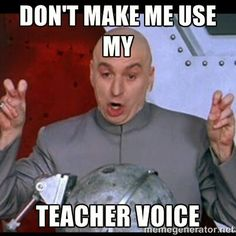 DON'T MAKE ME USE
MY
TEACHER VOICE
memegenerator.net